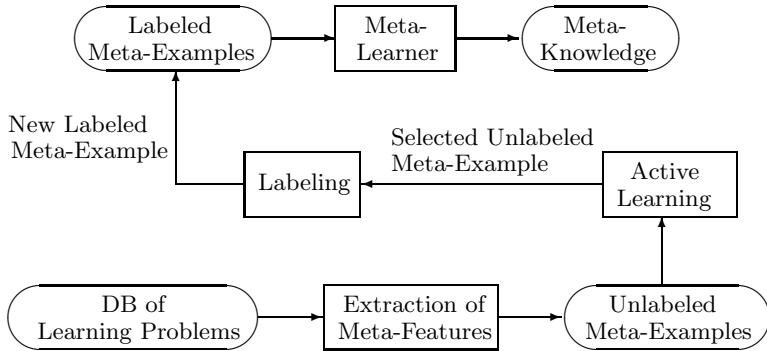 Labeled
Meta-Examples
Meta-
Learner
Meta-
Knowledge
New Labeled
Meta-Example
Selected Unlabeled
Meta-Example
Labeling
Active
Learning
DB of
Learning Problems
Extraction of
Meta-Features
Unlabeled
Meta-Examples